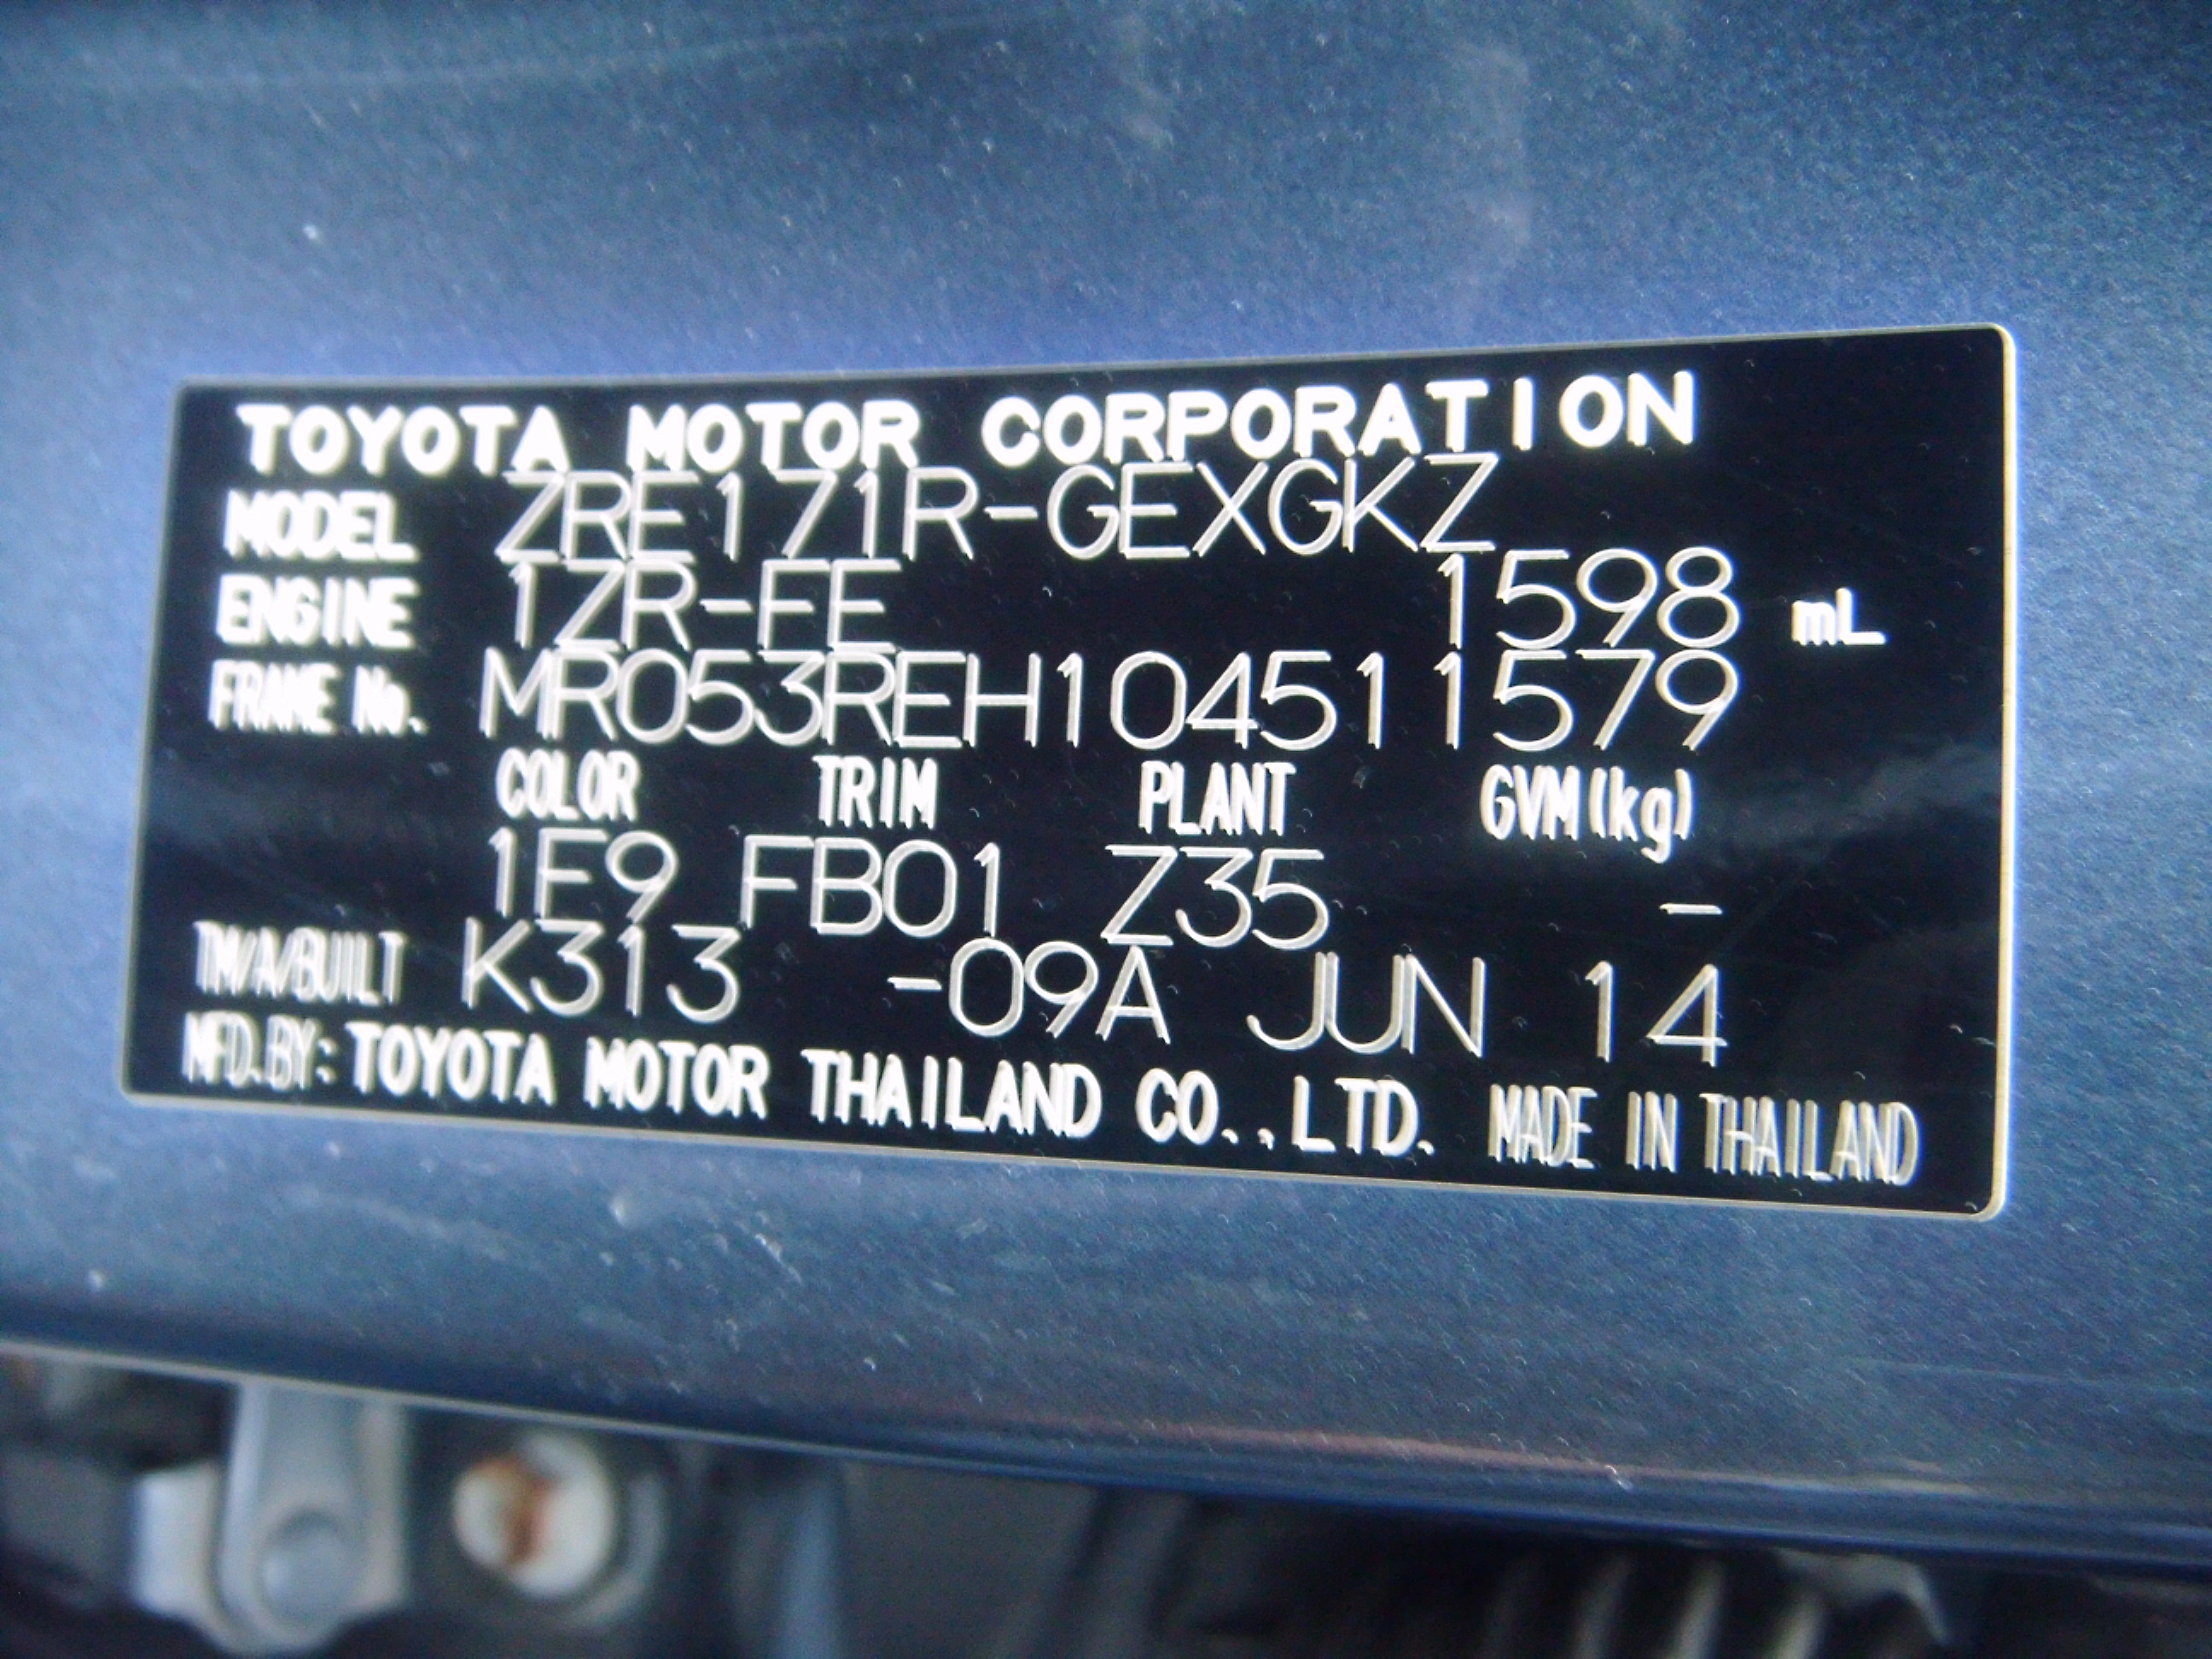 TOYOTA MOTOR CORPORATION
MODEL ZRE171R-GEXGKZ
ENGINE 1ZR-FE 1598 mL
FRAME No. MR053REH104511579
COLOR TRIM PLANT GVM(kg)
1E9 FB01 Z35 -
TM/A/BUILT K313 -09A JUN 14
MFD.BY: TOYOTA MOTOR THAILAND CO.,LTD. MADE IN THAILAND